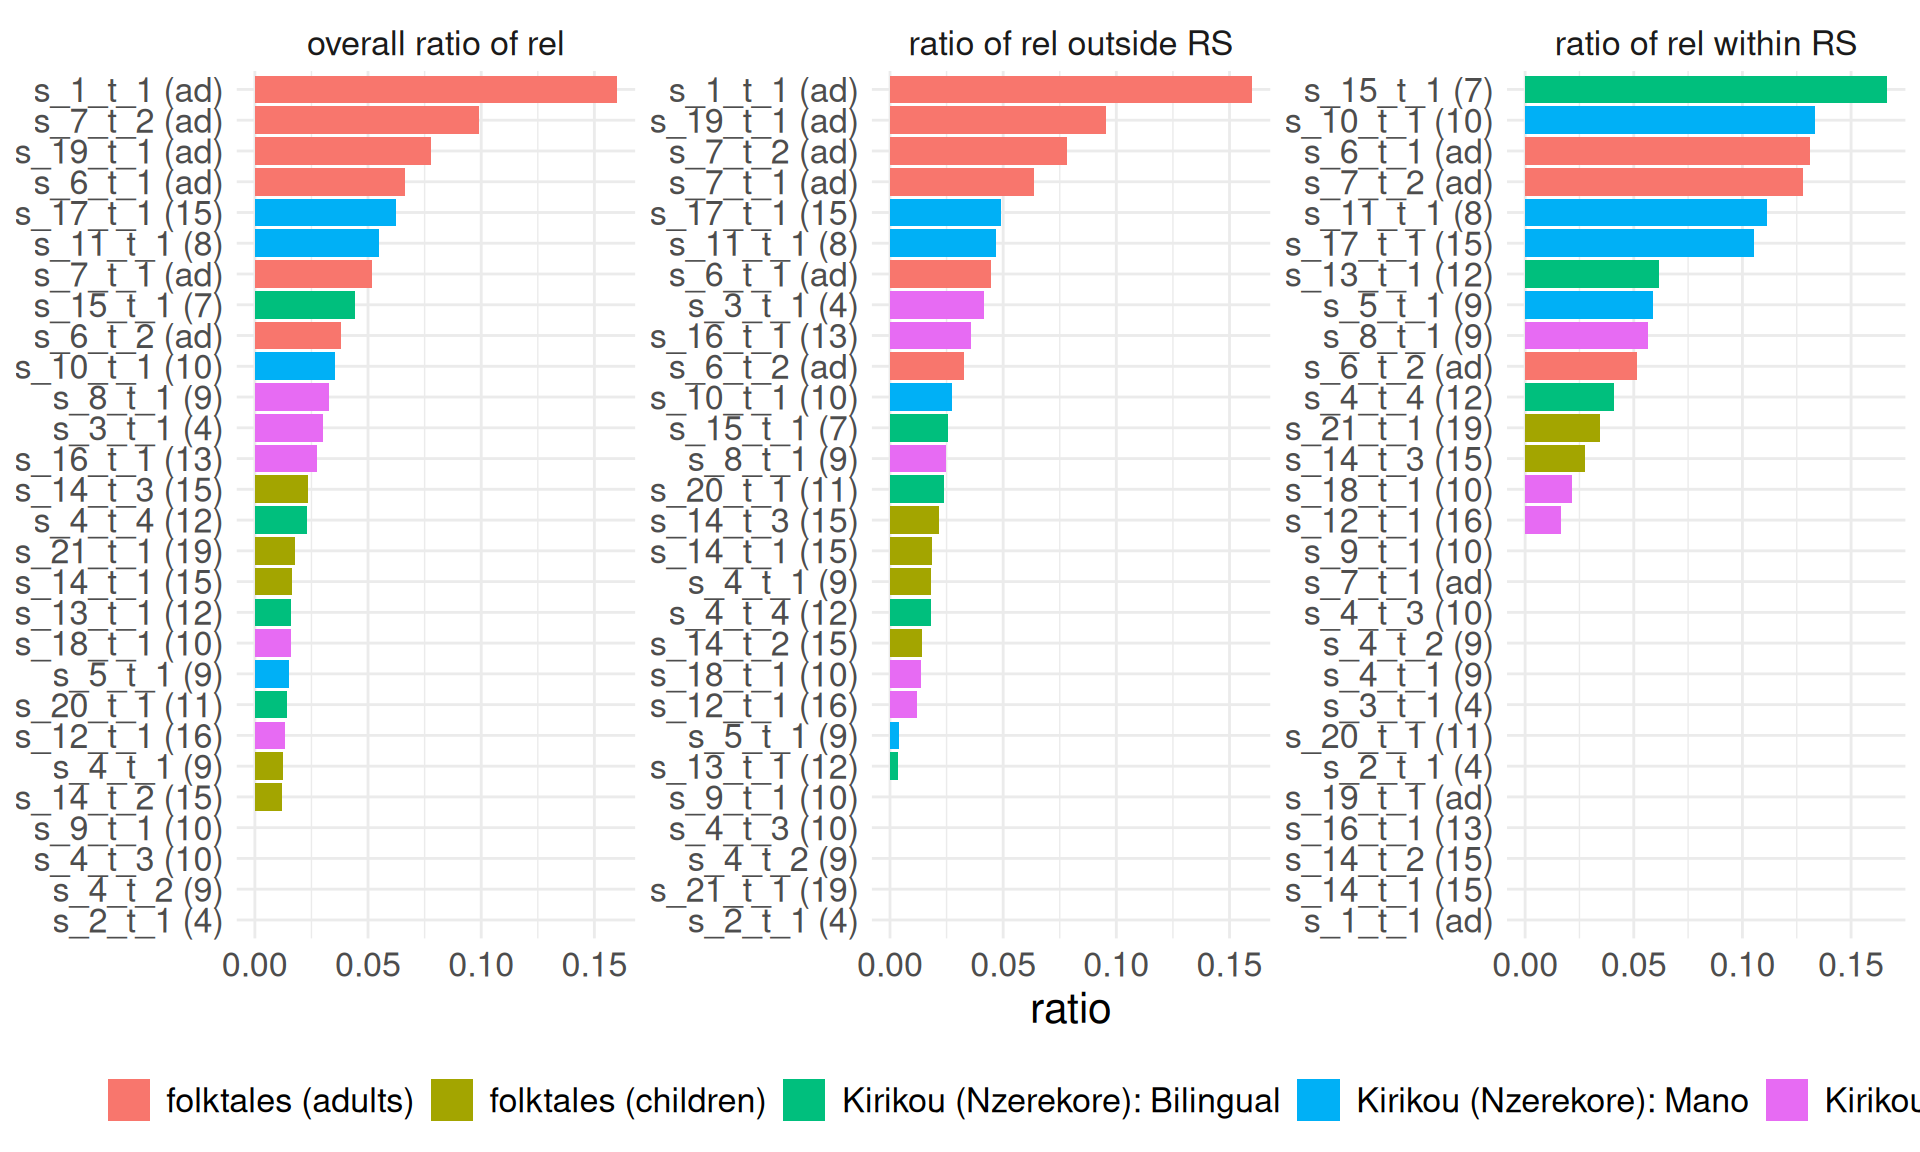 overall ratio of rel
s_1_t_1 (ad)
s_7_t_2 (ad)
s_19_t_1 (ad)
s_6_t_1 (ad)
s_17_t_1 (15)
s_11_t_1 (8)
s_7_t_1 (ad)
s_15_t_1 (7)
s_6_t_2 (ad)
s_10_t_1 (10)
s_8_t_1 (9)
s_3_t_1 (4)
s_16_t_1 (13)
s_14_t_3 (15)
s_4_t_4 (12)
s_21_t_1 (19)
s_14_t_1 (15)
s_13_t_1 (12)
s_18_t_1 (10)
s_5_t_1 (9)
s_20_t_1 (11)
s_12_t_1 (16)
s_4_t_1 (9)
s_14_t_2 (15)
s_9_t_1 (10)
s_4_t_3 (10)
s_4_t_2 (9)
s_2_t_1 (4)
0.00 0.05 0.10 0.15
ratio of rel outside RS
s_1_t_1 (ad)
s_19_t_1 (ad)
s_7_t_2 (ad)
s_7_t_1 (ad)
s_17_t_1 (15)
s_11_t_1 (8)
s_6_t_1 (ad)
s_3_t_1 (4)
s_16_t_1 (13)
s_6_t_2 (ad)
s_10_t_1 (10)
s_15_t_1 (7)
s_8_t_1 (9)
s_20_t_1 (11)
s_14_t_3 (15)
s_14_t_1 (15)
s_4_t_1 (9)
s_4_t_4 (12)
s_14_t_2 (15)
s_18_t_1 (10)
s_12_t_1 (16)
s_5_t_1 (9)
s_13_t_1 (12)
s_9_t_1 (10)
s_4_t_3 (10)
s_4_t_2 (9)
s_21_t_1 (19)
s_2_t_1 (4)
0.00 0.05 0.10 0.15
ratio of rel within RS
s_15_t_1 (7)
s_10_t_1 (10)
s_6_t_1 (ad)
s_7_t_2 (ad)
s_11_t_1 (8)
s_17_t_1 (15)
s_13_t_1 (12)
s_5_t_1 (9)
s_8_t_1 (9)
s_6_t_2 (ad)
s_4_t_4 (12)
s_21_t_1 (19)
s_14_t_3 (15)
s_18_t_1 (10)
s_12_t_1 (16)
s_9_t_1 (10)
s_7_t_1 (ad)
s_4_t_3 (10)
s_4_t_2 (9)
s_4_t_1 (9)
s_3_t_1 (4)
s_20_t_1 (11)
s_2_t_1 (4)
s_19_t_1 (ad)
s_16_t_1 (13)
s_14_t_2 (15)
s_14_t_1 (15)
s_1_t_1 (ad)
0.00 0.05 0.10 0.15
ratio
folktales (adults) folktales (children) Kirikou (Nzerekore): Bilingual Kirikou (Nzerekore): Mano